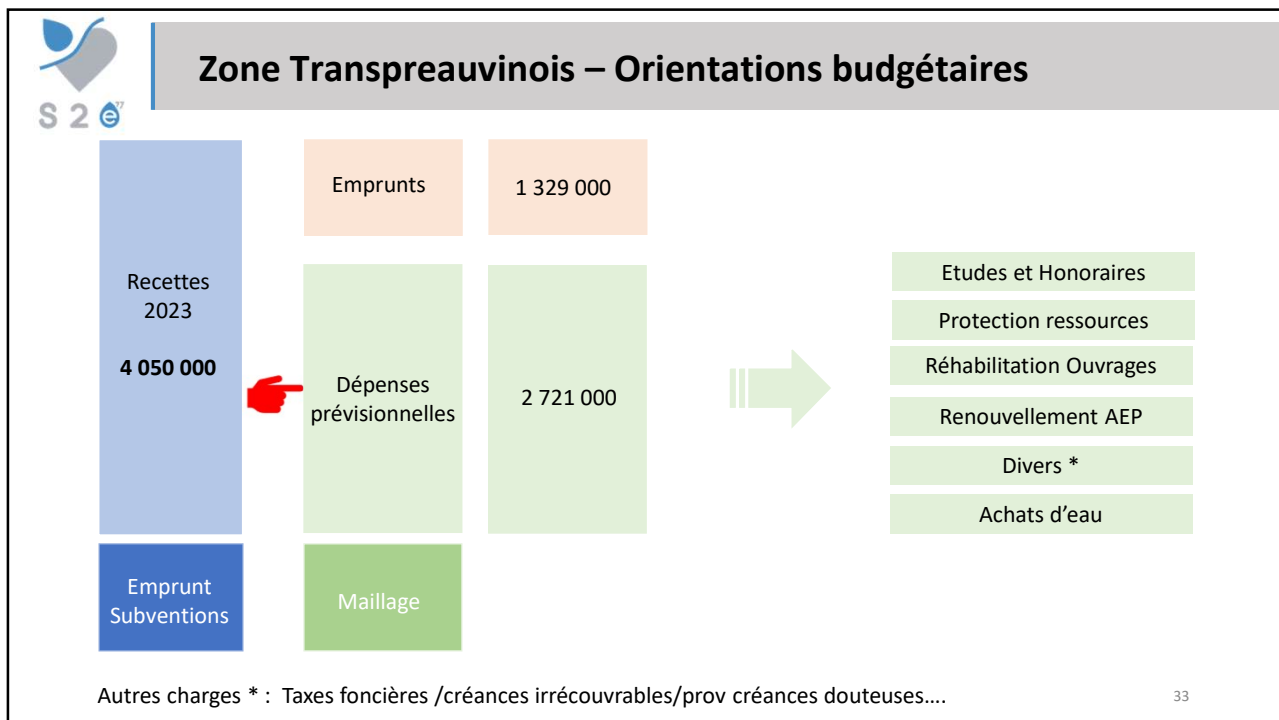 Zone Transpreauvinois – Orientations budgétaires
S 2 e 77
Recettes
2023
4 050 000
Emprunt
Subventions
Emprunts
1 329 000
Dépenses
prévisionnelles
2 721 000
Maillage
Etudes et Honoraires
Protection ressources
Réhabilitation Ouvrages
Renouvellement AEP
Divers *
Achats d’eau
Autres charges * : Taxes foncières /créances irrécouvrables/prov créances douteuses....
33